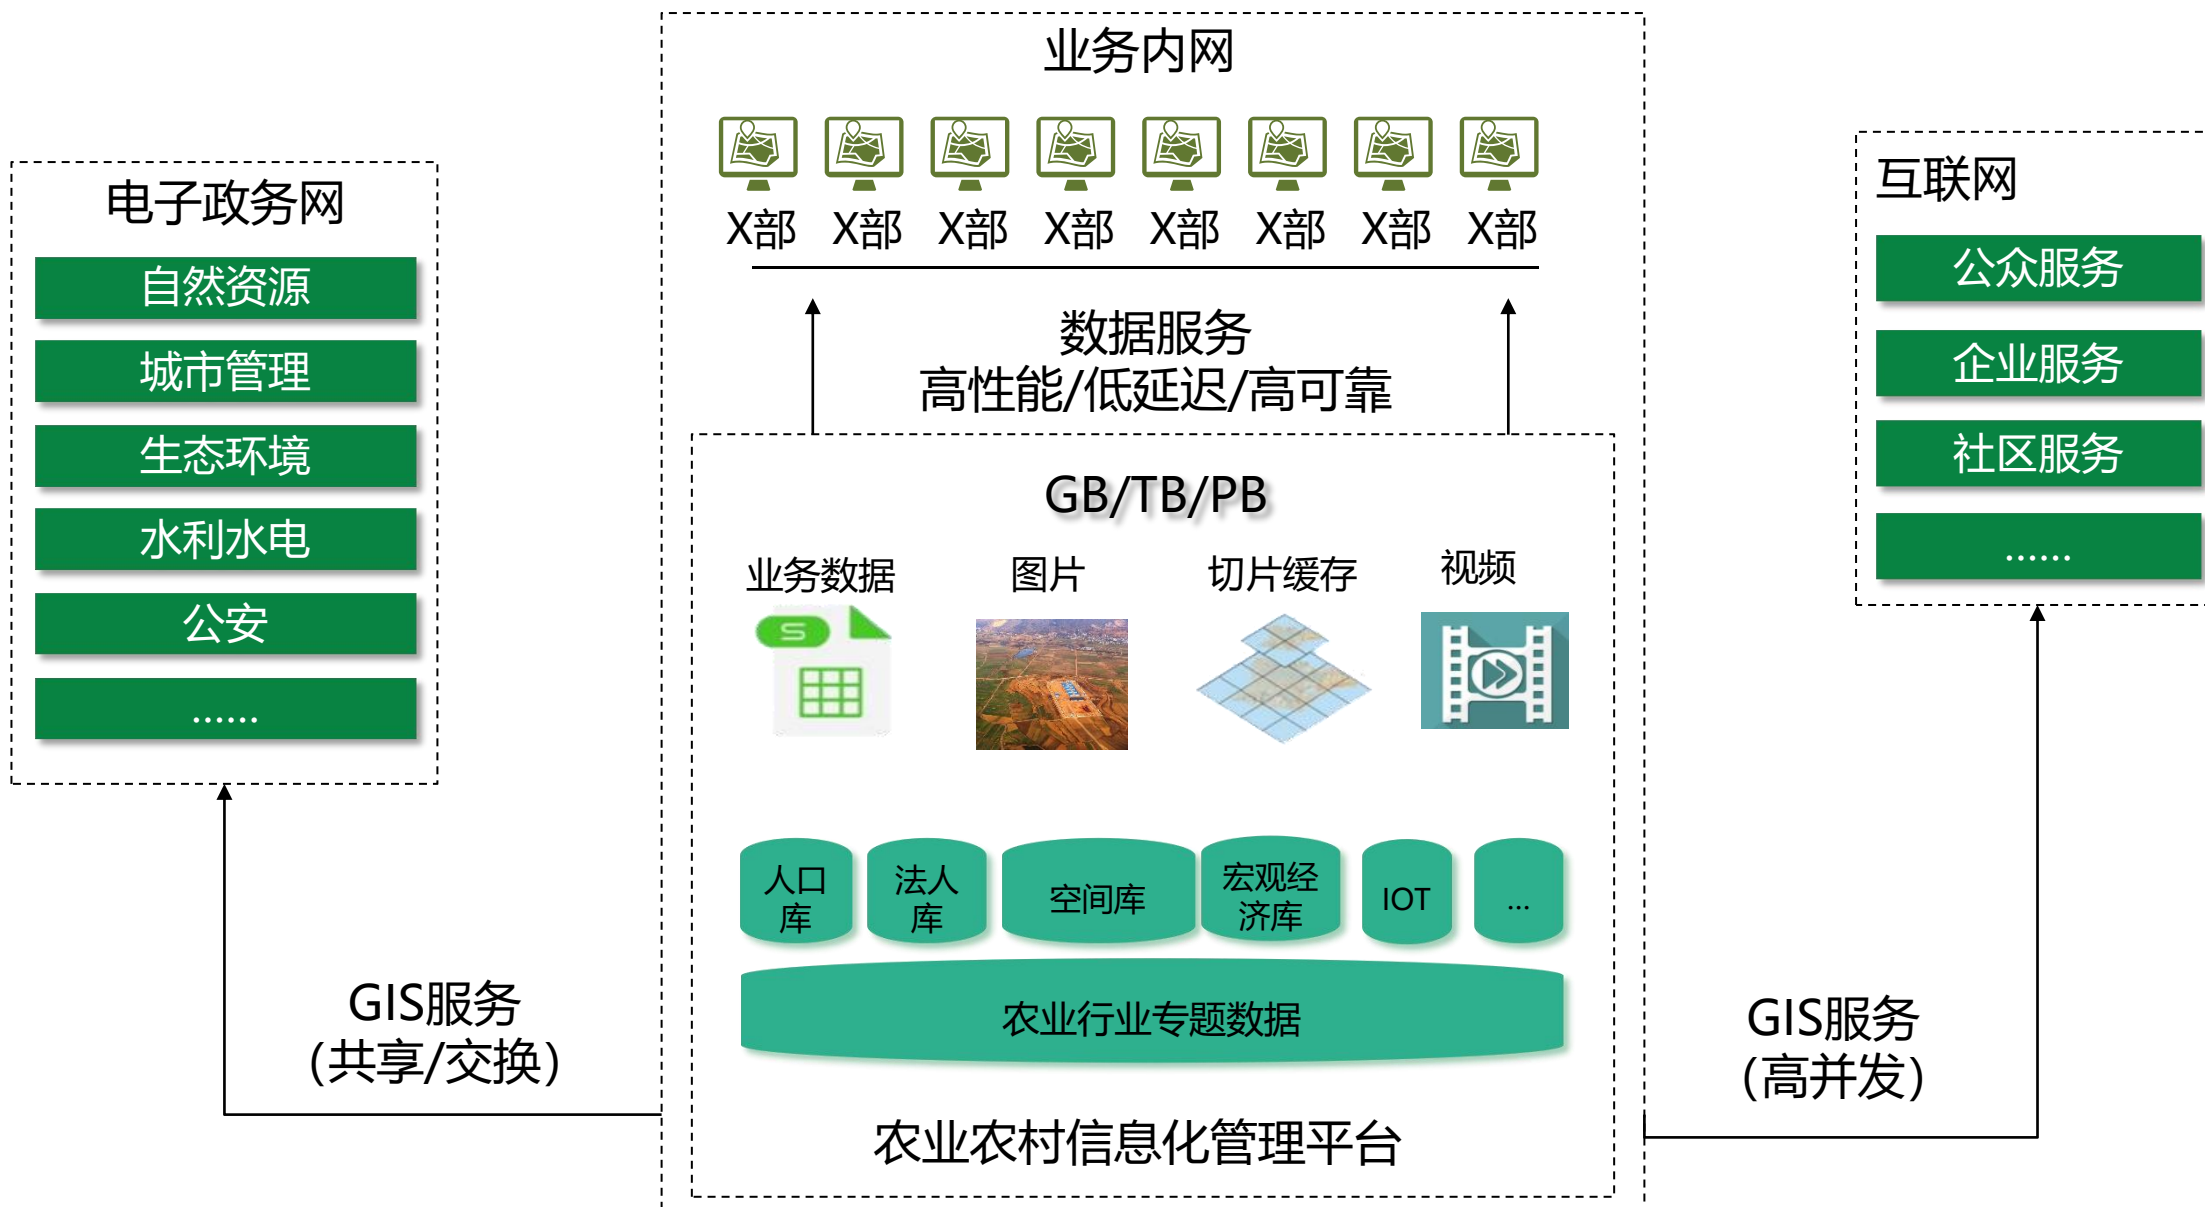 业务内网
X部 X部 X部 X部 X部 X部 X部 X部
数据服务
高性能/低延迟/高可靠
电子政务网
自然资源
城市管理
生态环境
水利水电
公安
......
互联网
公众服务
企业服务
社区服务
......
GB/TB/PB
业务数据 图片 切片缓存 视频
S
人口
库
法人
库
空间库
宏观经
济库
IOT
...
农业行业专题数据
农业农村信息化管理平台
GIS服务
(共享/交换)
GIS服务
(高并发)